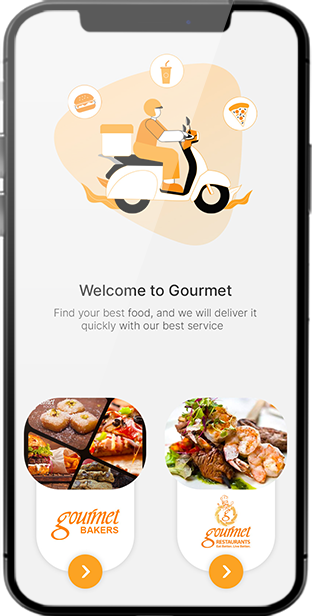 Welcome to Gourmet
Find your best food, and we will deliver it
quickly with our best service
gourmet
BAKERS
gourmet
RESTAURANTS